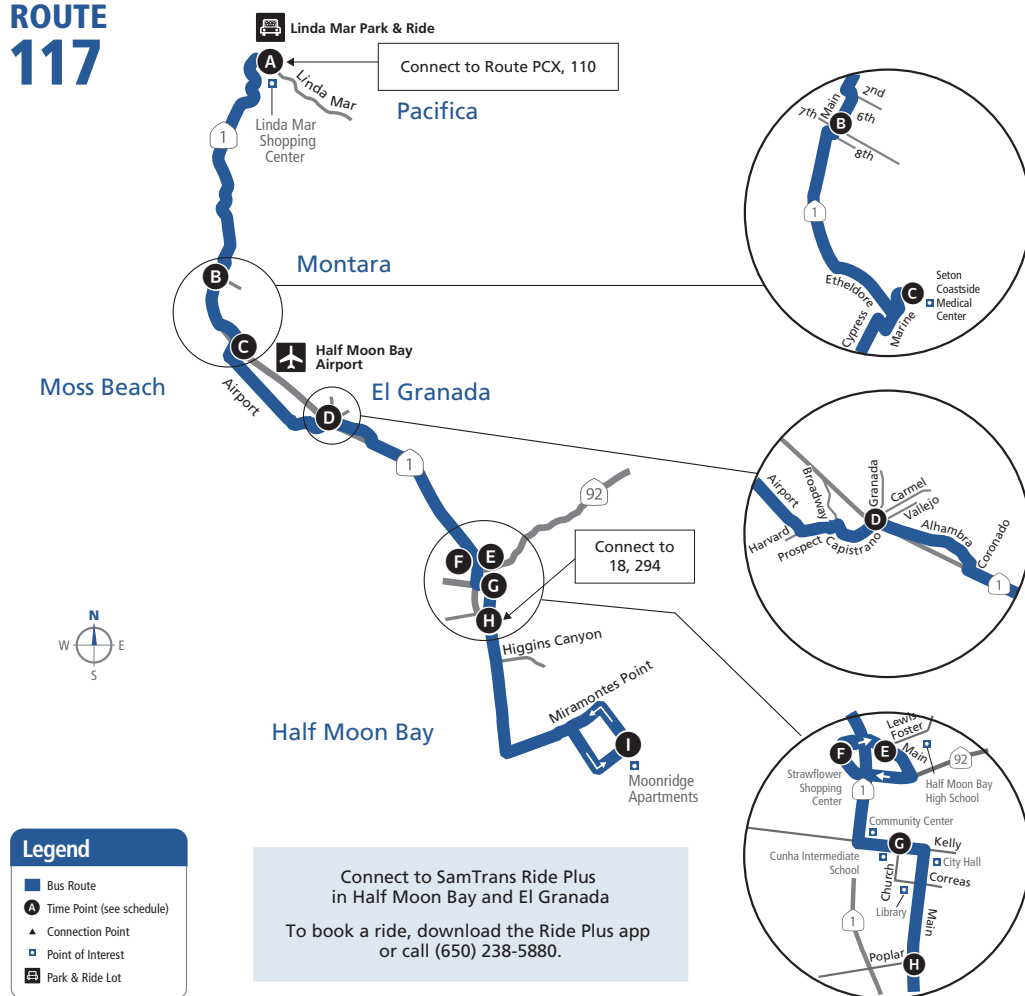 ROUTE
117
Linda Mar Park & Ride
A
Connect to Route PCX, 110
Linda Mar
Pacifica
Linda Mar
Shopping
Center
1
Montara
B
C
Half Moon Bay
Airport
Moss Beach
Airport
El Granada
D
1
92
F
E
G
H
Connect to
18, 294
Higgins Canyon
Miramontes Point
Half Moon Bay
I
Moonridge
Apartments
N
W
E
S
Main
2nd
7th
B
6th
8th
1
Etheldore
C
Seton
Coastside
Medical
Center
Cypress
Marine
Airport
Broadway
Granada
Carmel
Vallejo
D
Harvard
Prospect
Capistrano
Alhambra
Coronado
1
Lewis
Foster
F
E
Main
92
Strawflower
Shopping
Center
1
Half Moon Bay
High School
Community Center
G
Kelly
Cunha Intermediate
School
Church
City Hall
Correas
Library
1
Main
Poplar
H
Legend
Bus Route
A
Time Point (see schedule)
Connection Point
Point of Interest
Park & Ride Lot
Connect to SamTrans Ride Plus
in Half Moon Bay and El Granada
To book a ride, download the Ride Plus app
or call (650) 238-5880.